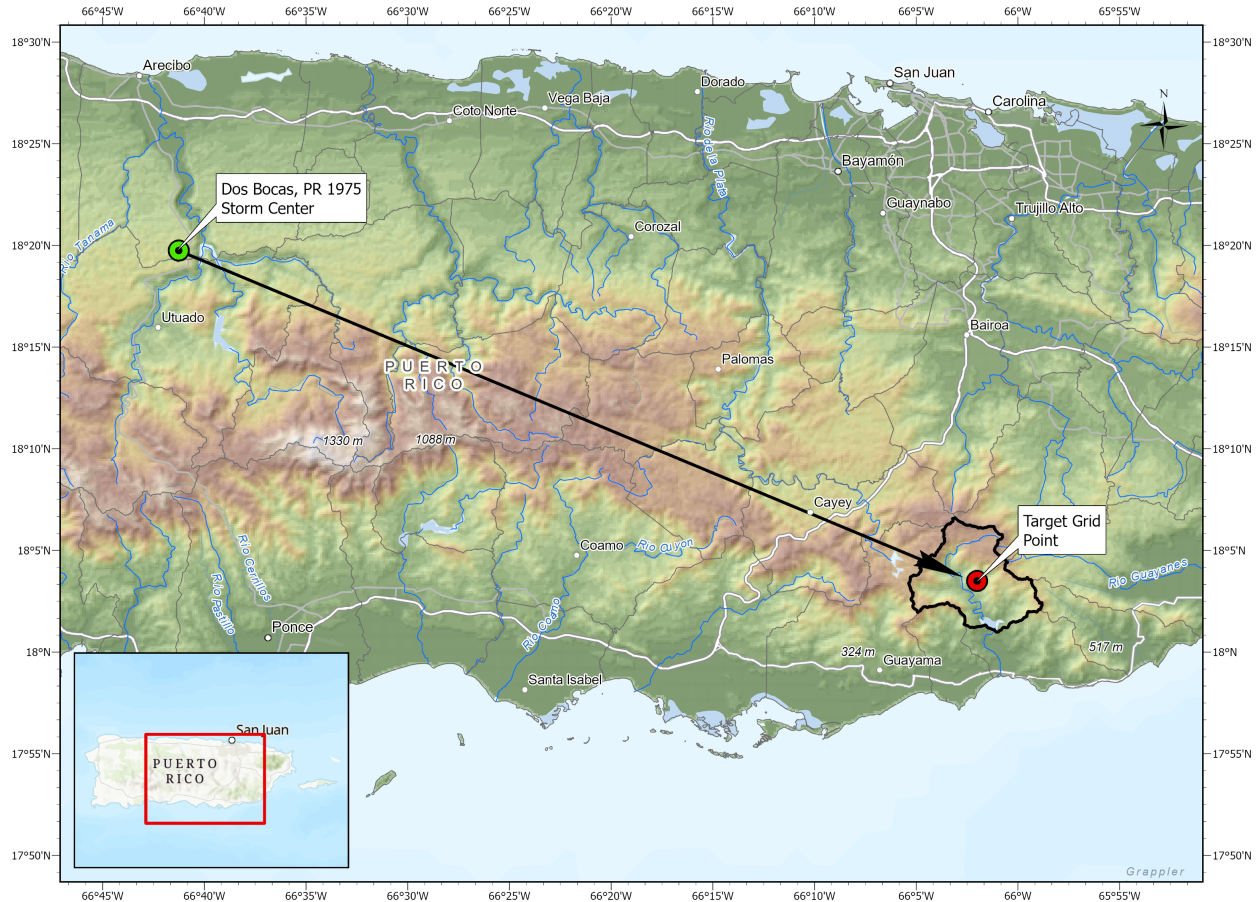 66°45'W 66°40'W 66°35'W 66°30'W 66°25'W 66°20'W 66°15'W 66°10'W 66°5'W 66°W 65°55'W
18°30'N 18°30'N
Arecibo
San Juan
Dorado
Vega Baja
Carolina
Coto Norte
N
18°25'N 18°25'N
Río de la Plata
Bayamón
Dos Bocas, PR 1975
Storm Center
Guaynabo
Trujillo Alto
Río Tanama
Corozal
18°20'N 18°20'N
Utuado
Bairoa
18°15'N 18°15'N
Palomas
PUERTO
RICO
1330 m
1088 m
18°10'N 18°10'N
Cayey
Target Grid
Point
Coamo
Río Cuyon
18°5'N 18°5'N
Río Cerrillos
Río Guayanes
Río Pastillo
Río Coamo
Ponce
18°N 18°N
324 m
517 m
Guayama
Santa Isabel
San Juan
17°55'N 17°55'N
PUERTO
RICO
17°50'N 17°50'N
Grappler
66°45'W 66°40'W 66°35'W 66°30'W 66°25'W 66°20'W 66°15'W 66°10'W 66°5'W 66°W 65°55'W